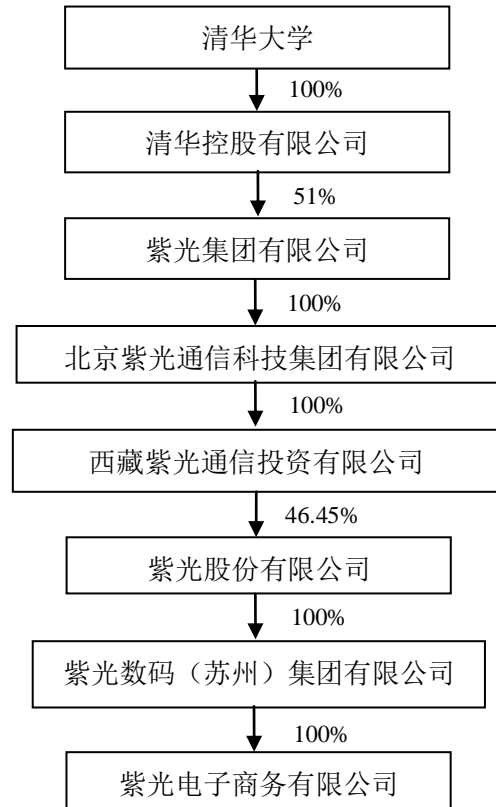 清华大学
100%
清华控股有限公司
51%
紫光集团有限公司
100%
北京紫光通信科技集团有限公司
100%
西藏紫光通信投资有限公司
46.45%
紫光股份有限公司
100%
紫光数码（苏州）集团有限公司
100%
紫光电子商务有限公司